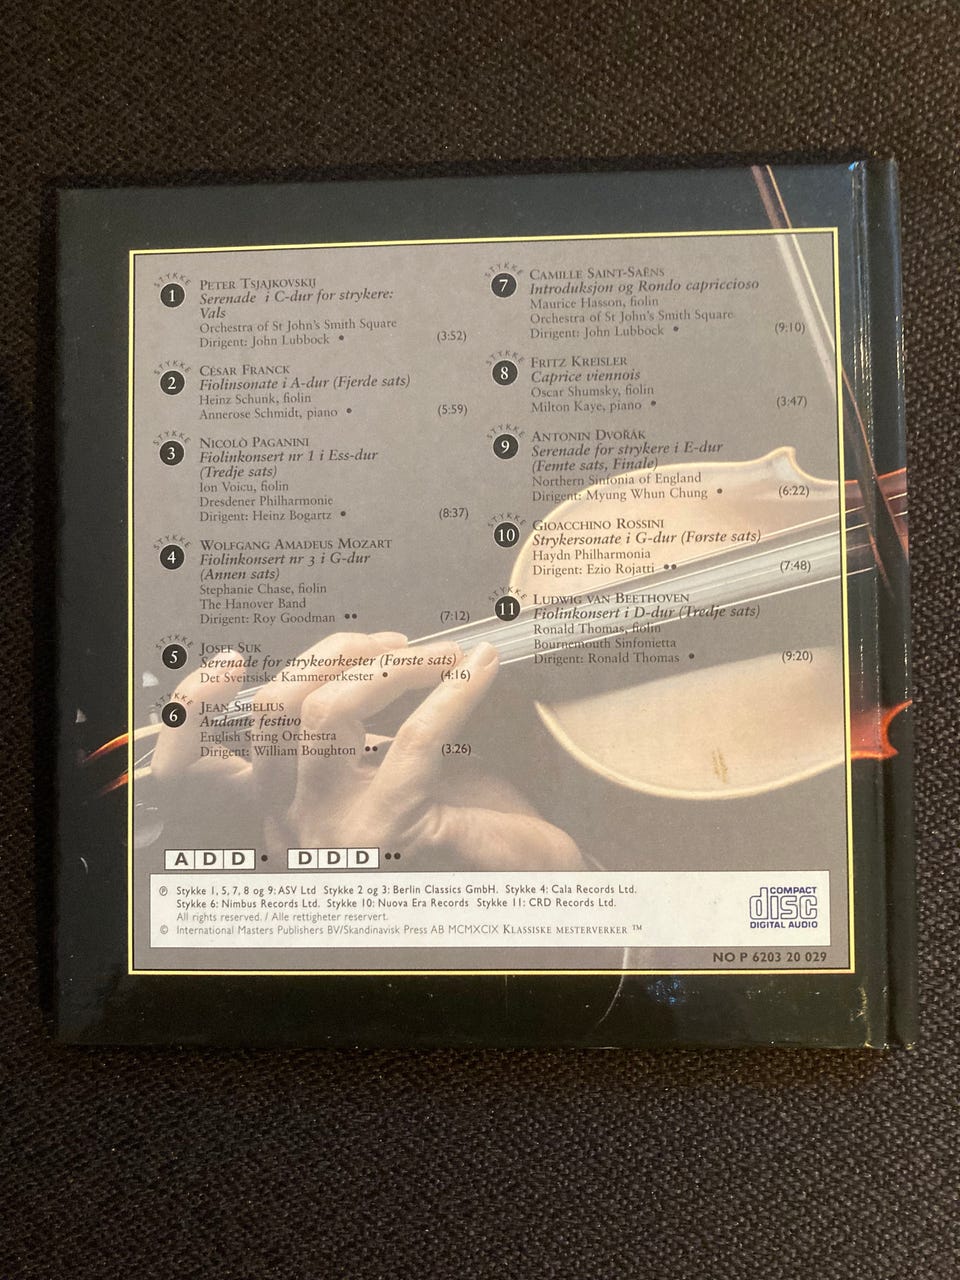 STYKKE
1
PETER TSJAJKOVSKIJ
Serenade i C-dur for strykere:
Vals
Orchestra of St John's Smith Square
Dirigent: John Lubbock •
(3:52)
STYKKE
2
CÉSAR FRANCK
Fiolinsonate i A-dur (Fjerde sats)
Heinz Schunk, fiolin
Annerose Schmidt, piano •
(5:59)
STYKKE
3
NICOLÒ PAGANINI
Fiolinkonsert nr 1 i Ess-dur
(Tredje sats)
Ion Voicu, fiolin
Dresdener Philharmonie
Dirigent: Heinz Bogartz •
(8:37)
STYKKE
4
WOLFGANG AMADEUS MOZART
Fiolinkonsert nr 3 i G-dur
(Annen sats)
Stephanie Chase, fiolin
The Hanover Band
Dirigent: Roy Goodman ••
(7:12)
STYKKE
5
JOSEF SUK
Serenade for strykeorkester (Første sats)
Det Sveitsiske Kammerorkester •
(4:16)
STYKKE
6
JEAN SIBELIUS
Andante festivo
English String Orchestra
Dirigent: William Boughton ••
(3.26)
STYKKE
7
CAMILLE SAINT-SAËNS
Introduksjon og Rondo capriccioso
Maurice Hasson, fiolin
Orchestra of St John's Smith Square
Dirigent: John Lubbock •
(9:10)
STYKKE
8
FRITZ KREISLER
Caprice viennois
Oscar Shumsky, fiolin
Milton Kaye, piano •
(3:47)
STYKKE
9
ANTONIN DVOŘÁK
Serenade for strykere i E-dur
(Femte sats, Finale)
Northern Sinfonia of England
Dirigent: Myung Whun Chung •
(6:22)
STYKKE
10
GIOACCHINO ROSSINI
Strykersonate i G-dur (Første sats)
Haydn Philharmonia
Dirigent: Ezio Rojatti ••
(7:48)
STYKKE
11
LUDWIG VAN BEETHOVEN
Fiolinkonsert i D-dur (Tredje sats)
Ronald Thomas, fiolin
Bournemouth Sinfonietta
Dirigent: Ronald Thomas •
(9:20)
ADD • DDD ••
℗ Stykke 1, 5, 7, 8 og 9: ASV Ltd Stykke 2 og 3: Berlin Classics GmbH. Stykke 4: Cala Records Ltd.
Stykke 6: Nimbus Records Ltd. Stykke 10: Nuova Era Records Stykke 11: CRD Records Ltd.
All rights reserved. / Alle rettigheter reservert.
© International Masters Publishers BV/Skandinavisk Press AB MCMXCIX KLASSISKE MESTERVERKER ™
COMPACT
disc
DIGITAL AUDIO
NO P 6203 20 029